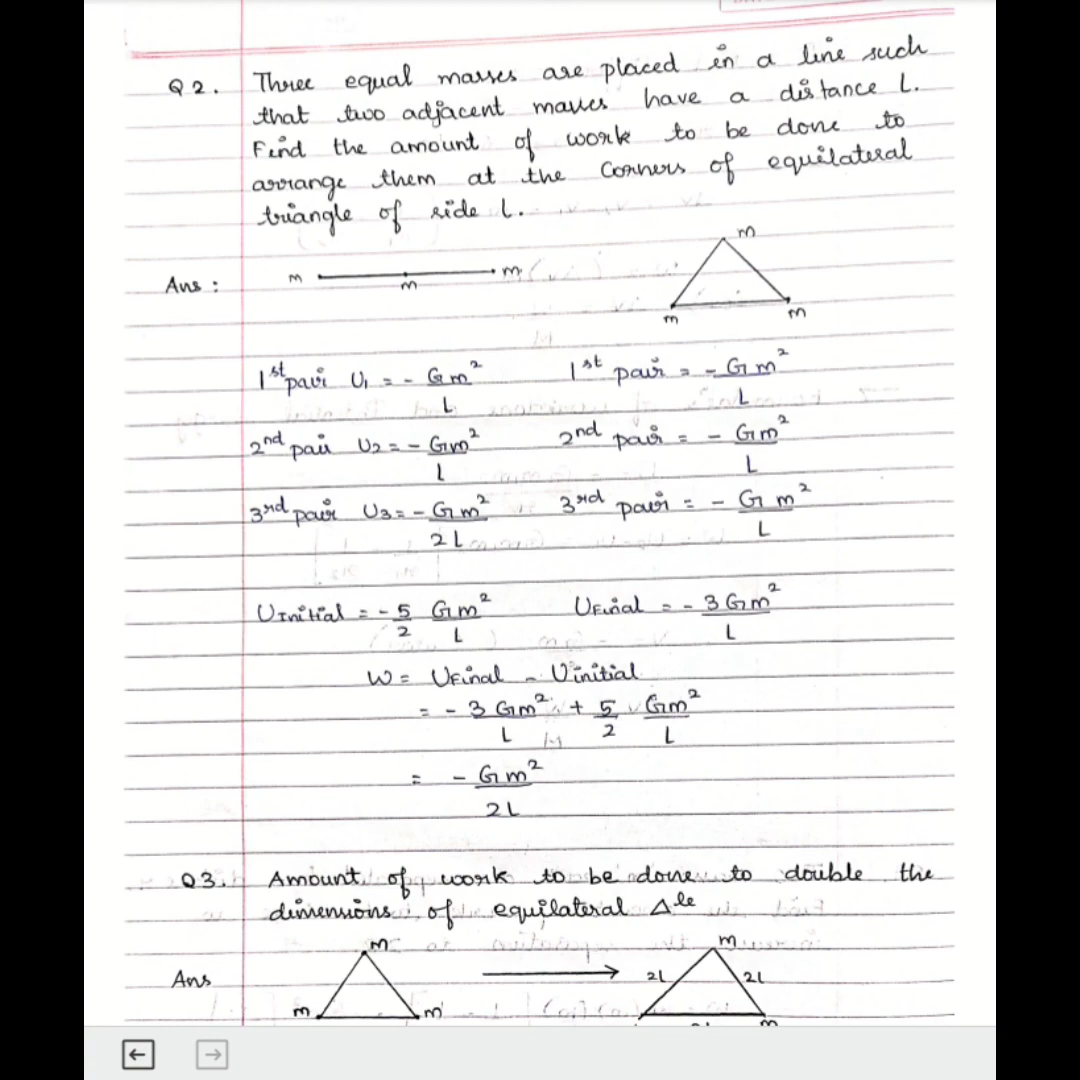 Q2. Three equal masses are placed in a line such
that two adjacent masses have a distance L.
Find the amount of work to be done to
arrange them at the corners of equilateral
triangle of side L.
Ans : m m m m
m m
1st pair U1 = - Gm²/L 1st pair = - Gm²/L
2nd pair U2 = - Gm²/L 2nd pair = - Gm²/L
3rd pair U3 = - Gm²/2L 3rd pair = - Gm²/L
UInitial = - 5/2 Gm²/L UFinal = - 3Gm²/L
W = UFinal - Uinitial
= - 3Gm²/L + 5/2 Gm²/L
= - Gm²/2L
Q3. Amount of work to be done to double the
dimensions of equilateral Δle
Ans m m
2l 2l
m m m